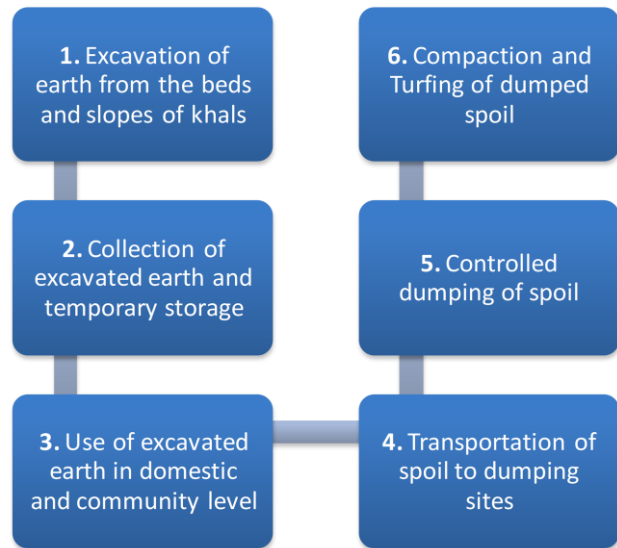 1. Excavation of
earth from the beds
and slopes of khals
2. Collection of
excavated earth and
temporary storage
3. Use of excavated
earth in domestic
and community level
4. Transportation of
spoil to dumping
sites
5. Controlled
dumping of spoil
6. Compaction and
Turfing of dumped
spoil